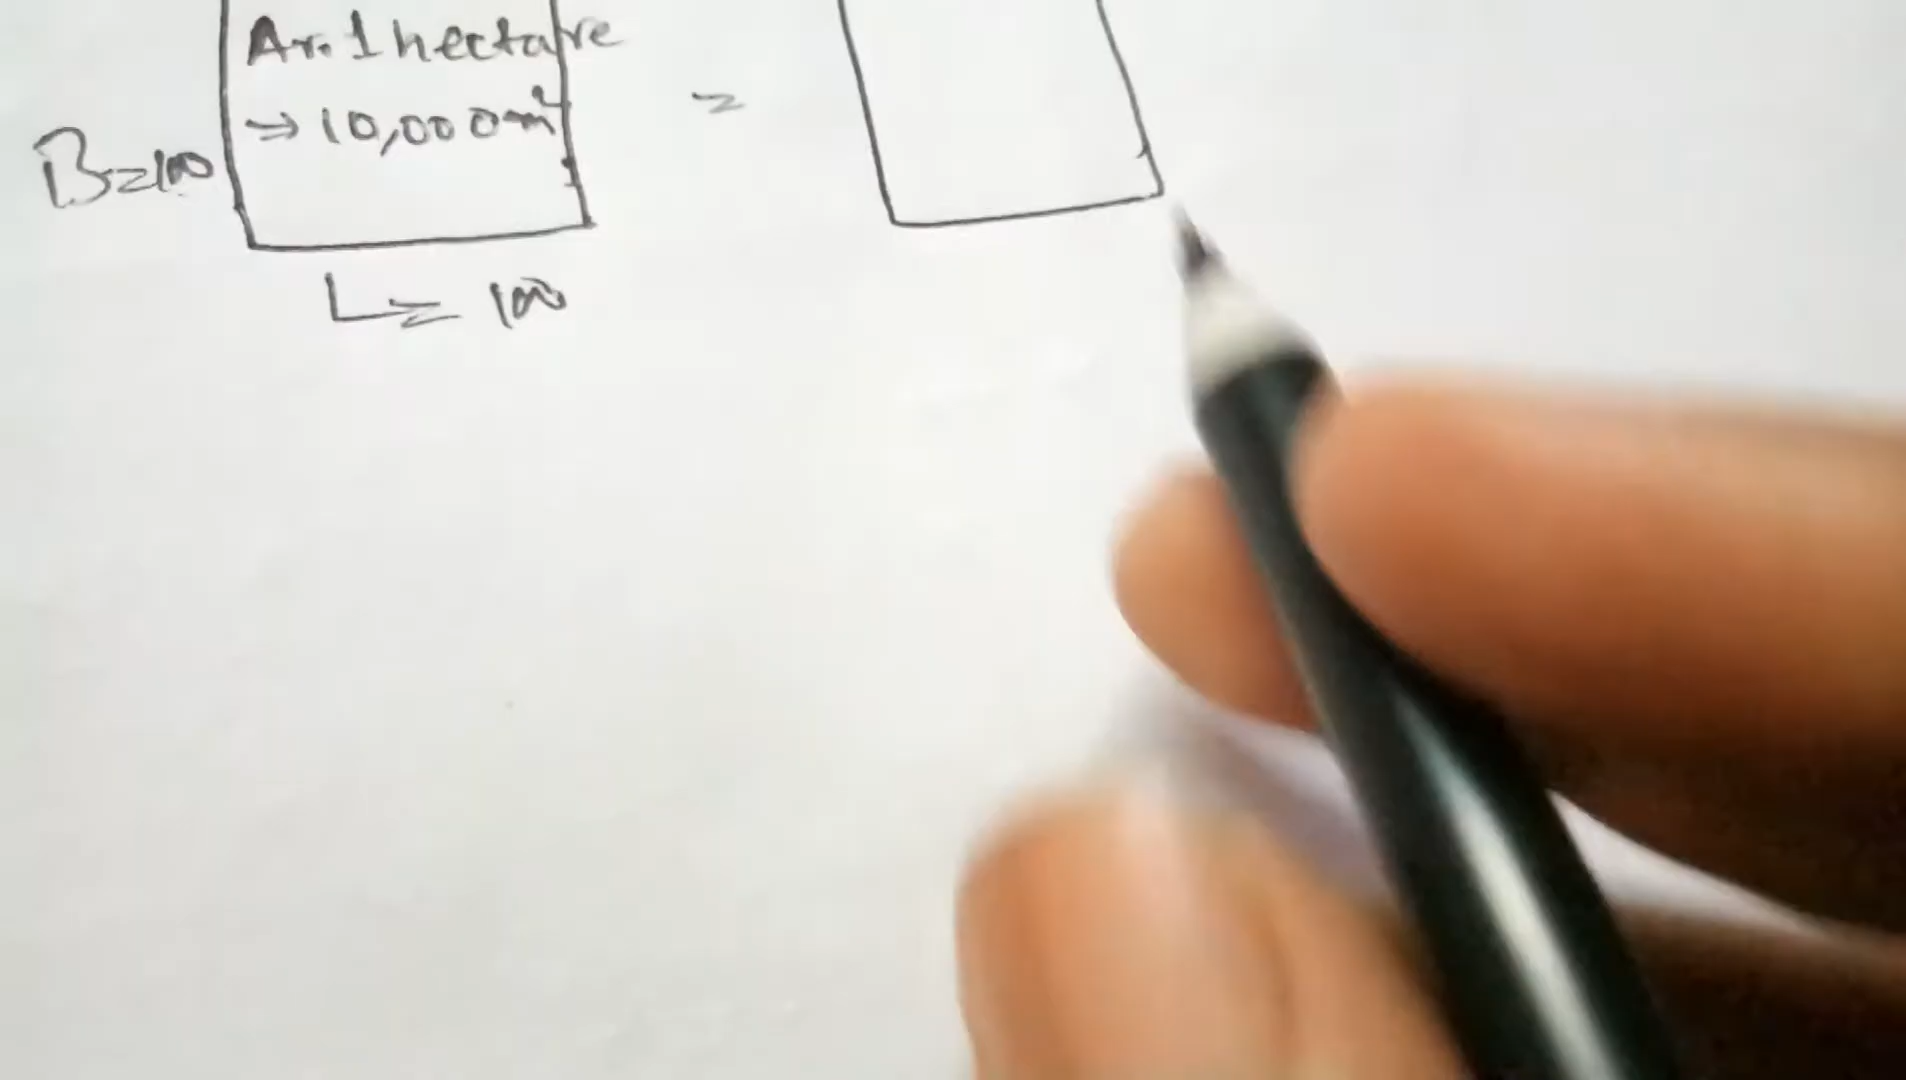 Ar. 1 hectare
→ 10,000m²
=
B=100
L = 100